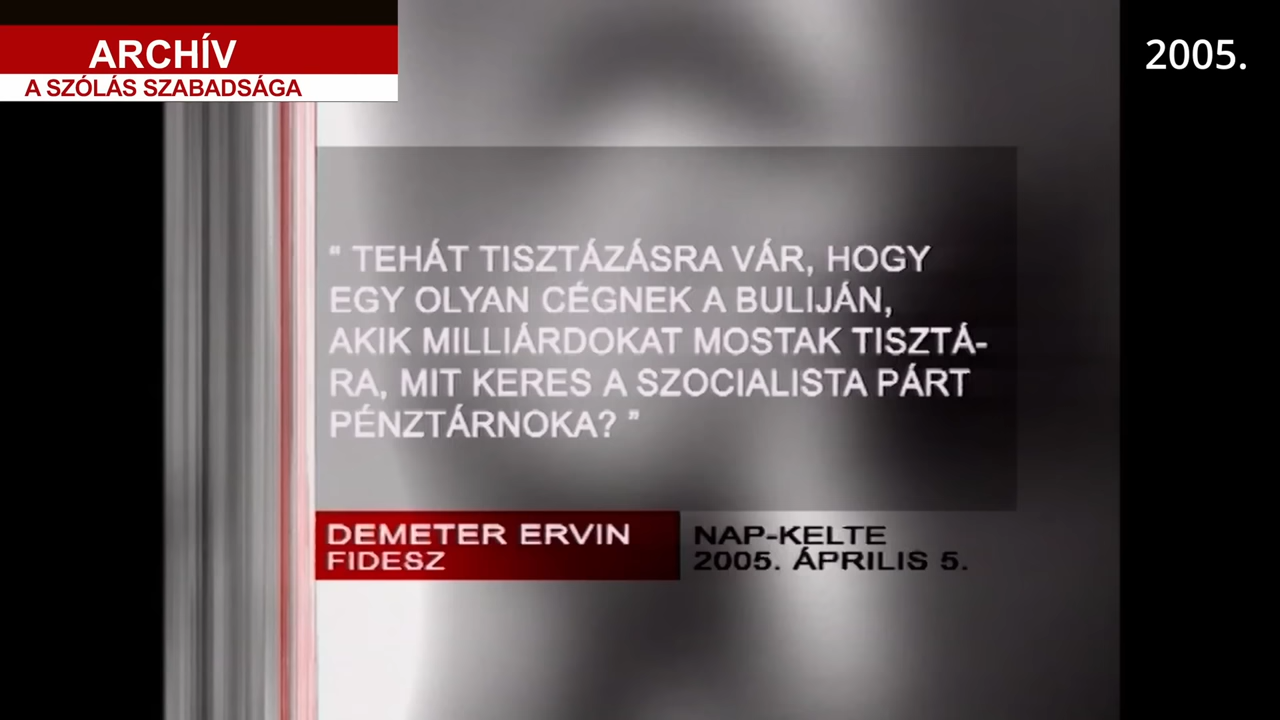 ARCHÍV
A SZÓLÁS SZABADSÁGA
2005.
“ TEHÁT TISZTÁZÁSRA VÁR, HOGY
EGY OLYAN CÉGNEK A BULIJÁN,
AKIK MILLIÁRDOKAT MOSTAK TISZTÁ-
RA, MIT KERES A SZOCIALISTA PÁRT
PÉNZTÁRNOKA? ”
DEMETER ERVIN
FIDESZ
NAP-KELTE
2005. ÁPRILIS 5.